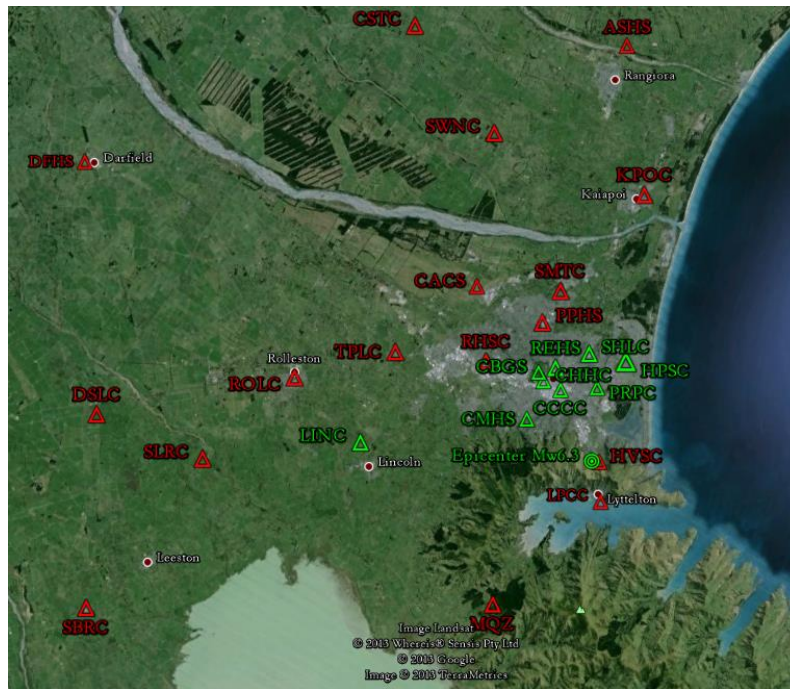 CSTC
ASHS
Rangiora
SWNC
DFHS
Darfield
KPOC
Kaiapoi
CACS
SMTC
PPHS
TPLC
RHSC
REHS
SHLC
Rolleston
ROLC
CBGS
CHHC
HPSC
PRPC
DSLC
CCCC
CMHS
LINC
SLRC
Lincoln
Epicenter Mw6.3
HVSC
LPCC
Lyttelton
Leeston
SBRC
MQZ
Image Landsat
© 2013 Whereis® Sensis Pty Ltd
© 2013 Google
Image © 2013 TerraMetrics